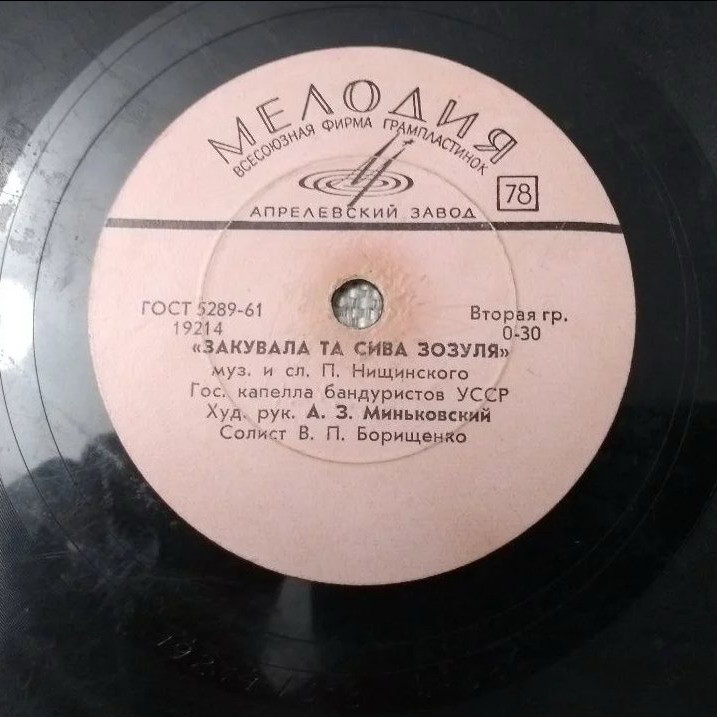 МЕЛОДИЯ
ВСЕСОЮЗНАЯ ФИРМА ГРАМПЛАСТИНОК
78
АПРЕЛЕВСКИЙ ЗАВОД
ГОСТ 5289-61
19214
Вторая гр.
0-30
«ЗАКУВАЛА ТА СИВА ЗОЗУЛЯ»
муз. и сл. П. Нищинского
Гос. капелла бандуристов УССР
Худ. рук. А. З. Миньковский
Солист В. П. Борищенко